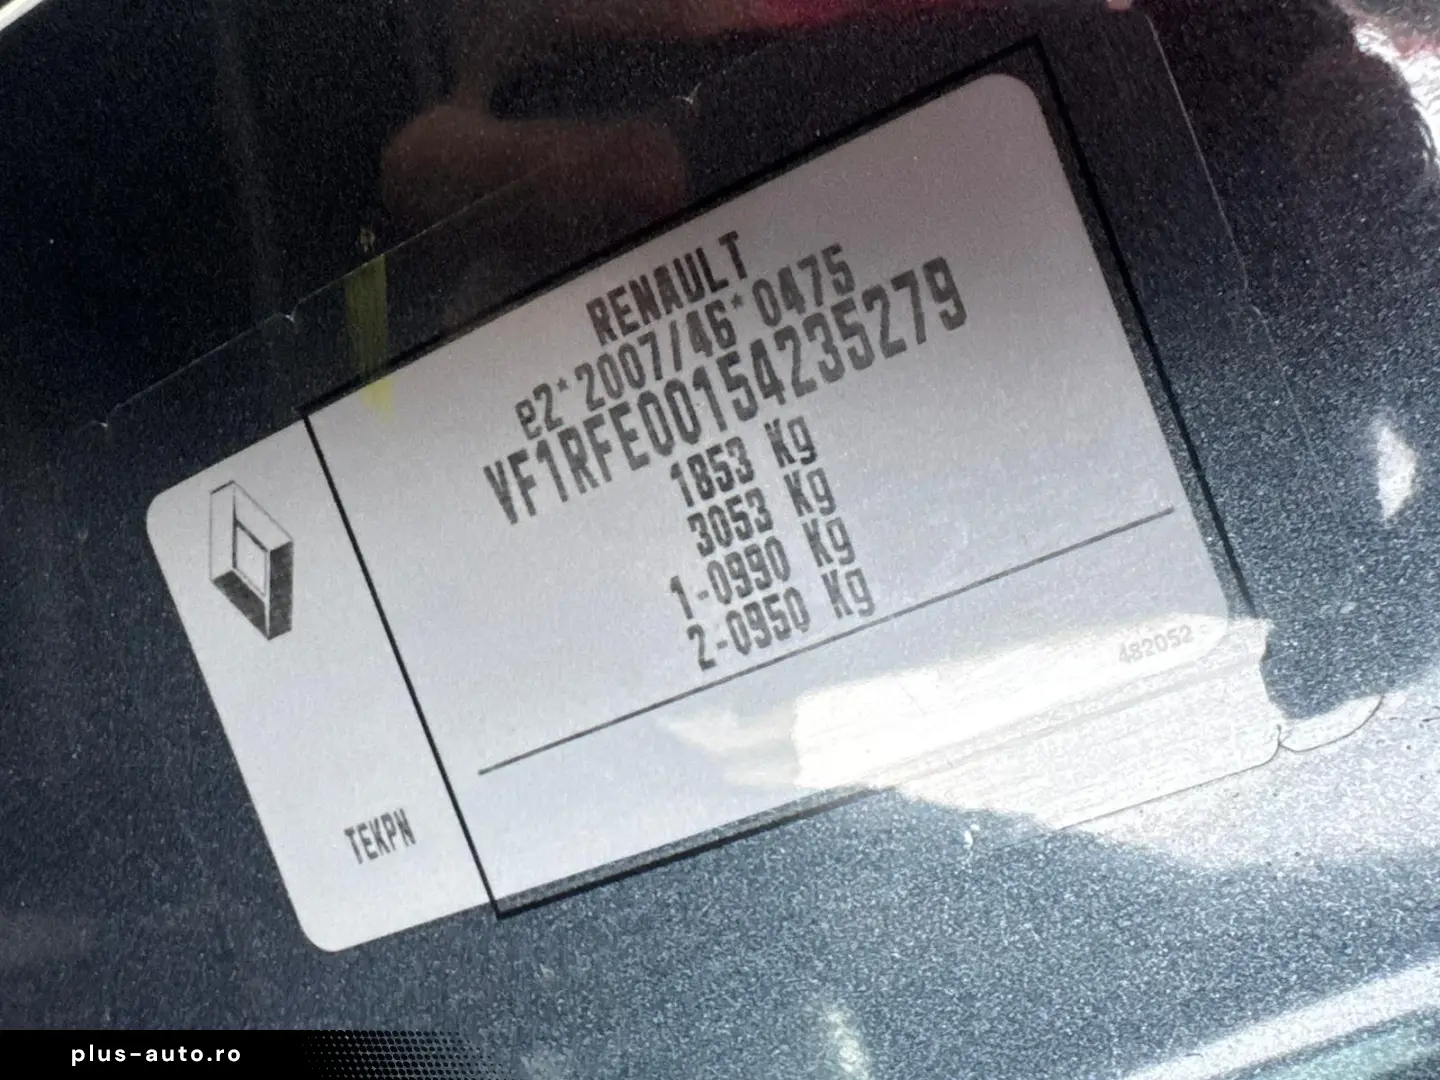 RENAULT
e2*2007/46*0475
VF1RFE00154235279
1853 Kg
3053 Kg
1-0990 Kg
2-0950 Kg
482052
TEKPN
plus-auto.ro